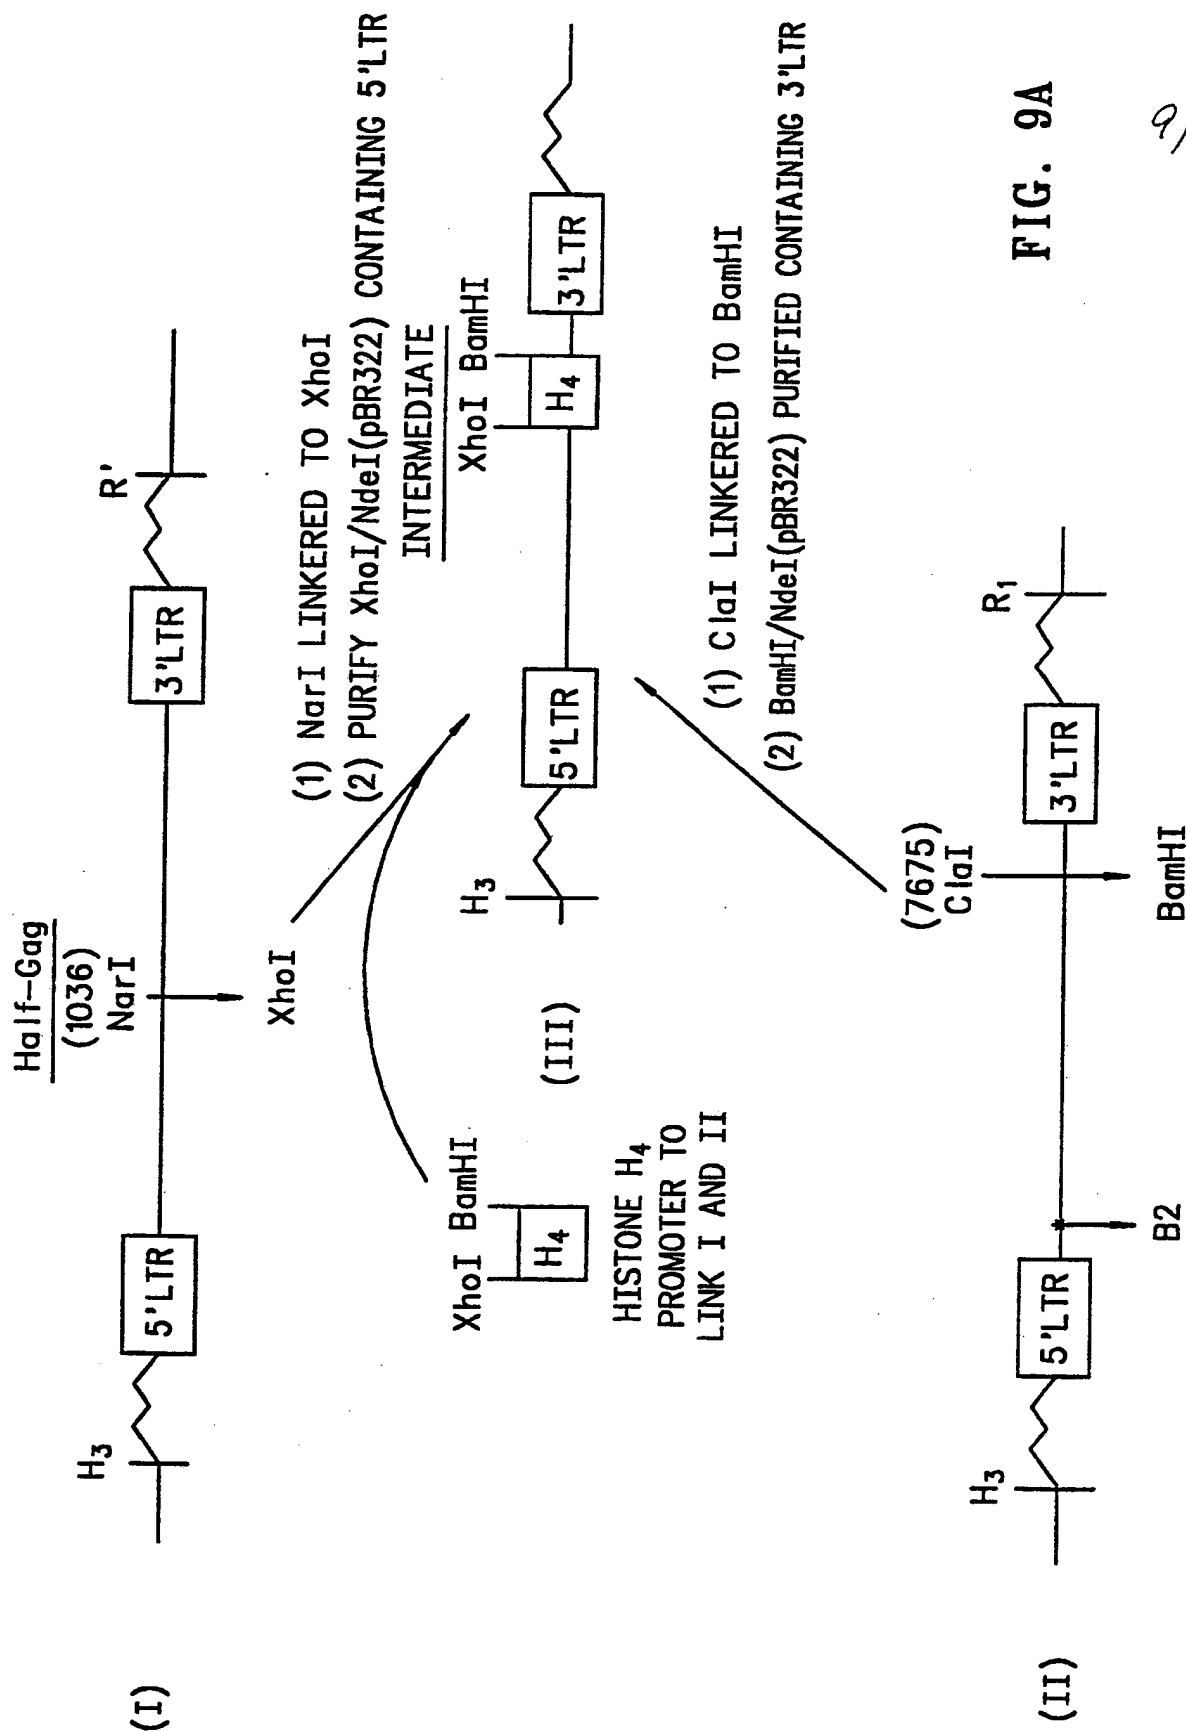 (I)
H3
5'LTR
Half-Gag
(1036)
NarI
XhoI
3'LTR
R'
(1) NarI LINKERED TO XhoI
(2) PURIFY XhoI/NdeI(pBR322) CONTAINING 5'LTR
INTERMEDIATE
XhoI BamHI
H4
HISTONE H4
PROMOTER TO
LINK I AND II
(III)
H3
5'LTR
XhoI BamHI
H4
3'LTR
(1) ClaI LINKERED TO BamHI
(2) BamHI/NdeI(pBR322) PURIFIED CONTAINING 3'LTR
(II)
H3
5'LTR
B2
(7675)
ClaI
BamHI
3'LTR
R1
FIG. 9A